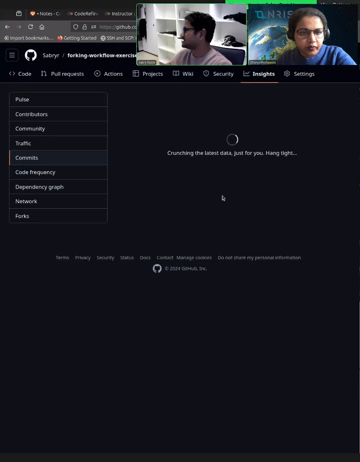 Notes - C
CodeRefin
Instructor
https://github.co
Import bookmarks...
Getting Started
SSH and SCP
Sabryr / forking-workflow-exercis
Code
Pull requests
Actions
Projects
Wiki
Security
Insights
Settings
Pulse
Contributors
Community
Traffic
Commits
Code frequency
Dependency graph
Network
Forks
Crunching the latest data, just for you. Hang tight...
Terms
Privacy
Security
Status
Docs
Contact
Manage cookies
Do not share my personal information
© 2024 GitHub, Inc.